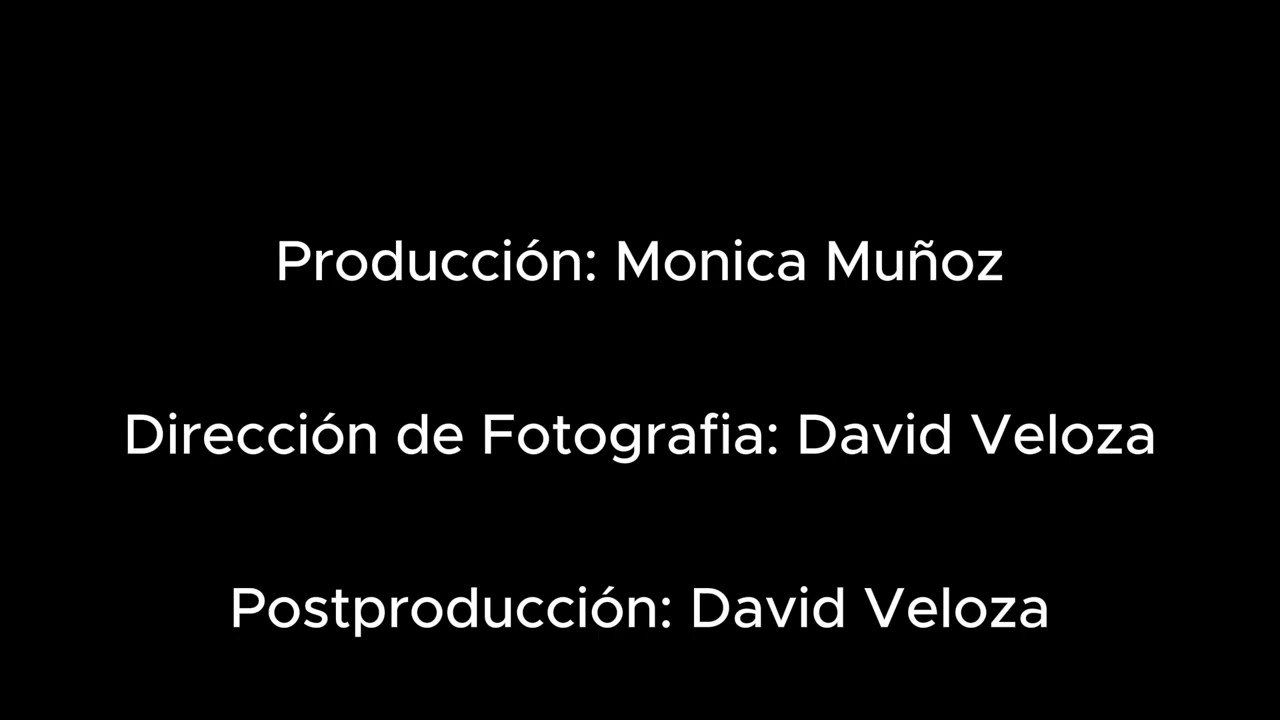 Producción: Monica Muñoz
Dirección de Fotografia: David Veloza
Postproducción: David Veloza